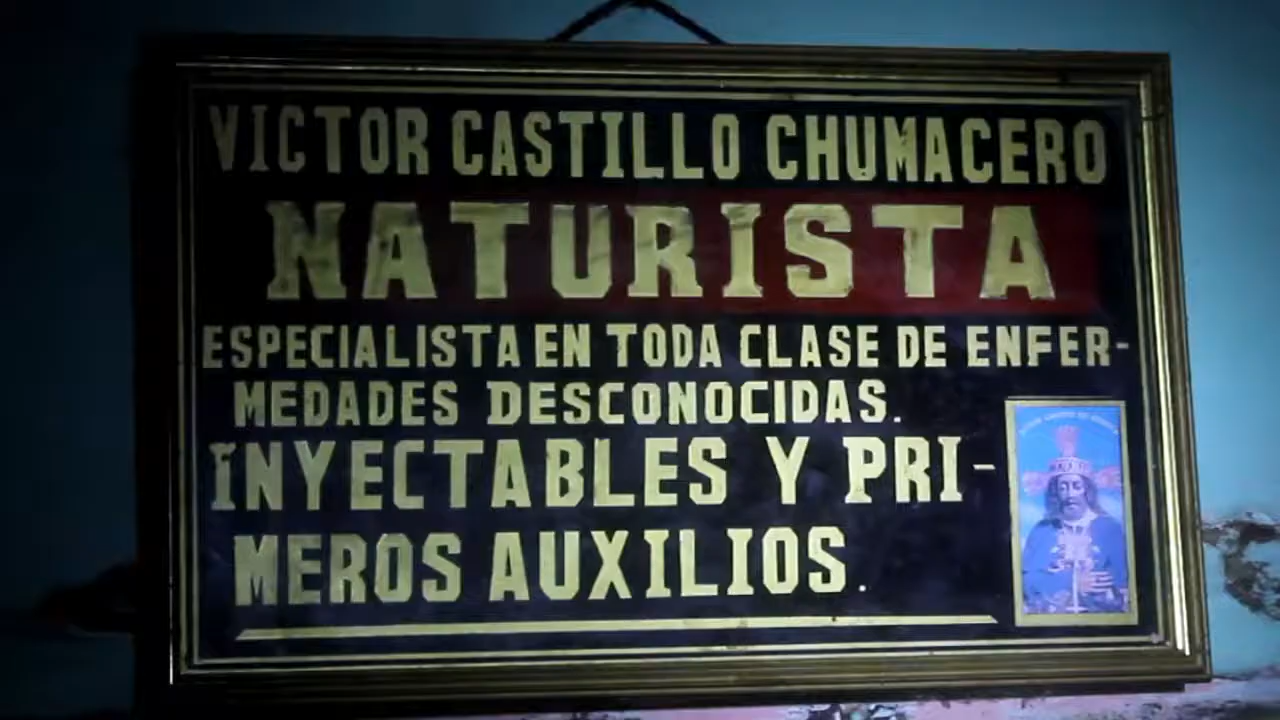 VICTOR CASTILLO CHUMACERO
NATURISTA
ESPECIALISTA EN TODA CLASE DE ENFER-
MEDADES DESCONOCIDAS.
INYECTABLES Y PRI-
MEROS AUXILIOS.